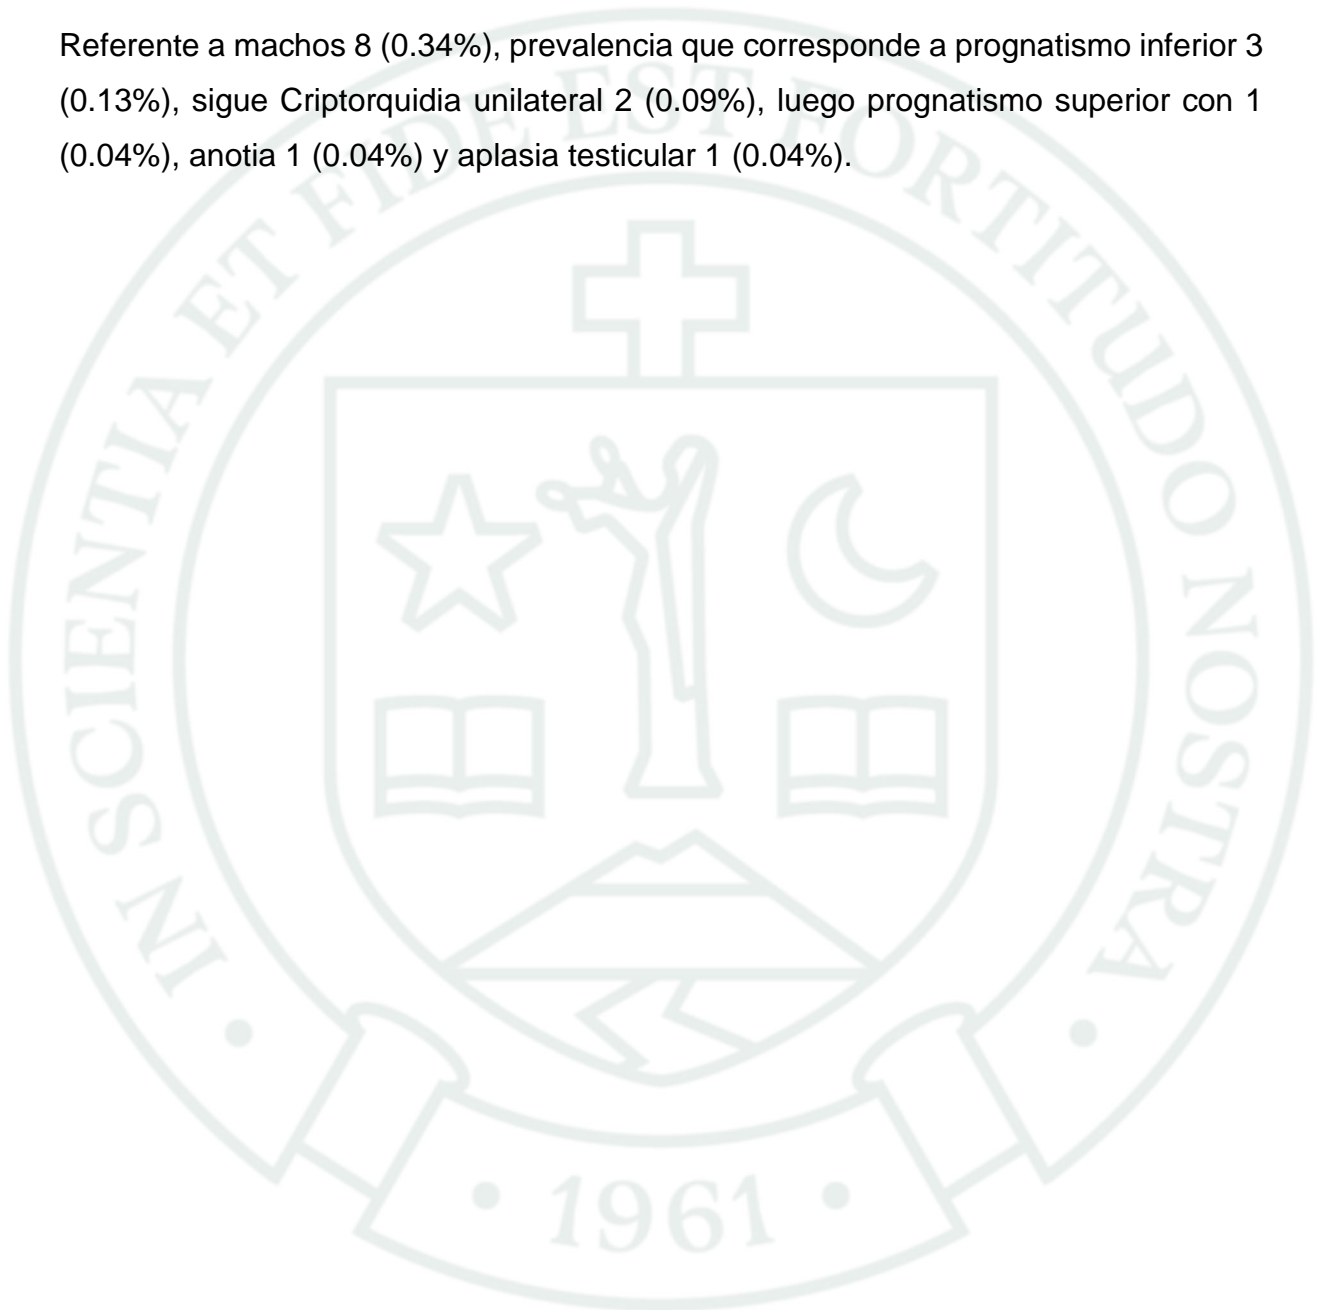 Referente a machos 8 (0.34%), prevalencia que corresponde a prognatismo inferior 3
(0.13%), sigue Criptorquidia unilateral 2 (0.09%), luego prognatismo superior con 1
(0.04%), anotia 1 (0.04%) y aplasia testicular 1 (0.04%).
• IN SCIENTIA ET FIDE EST FORTITUDO NOSTRA •
• 1961 •